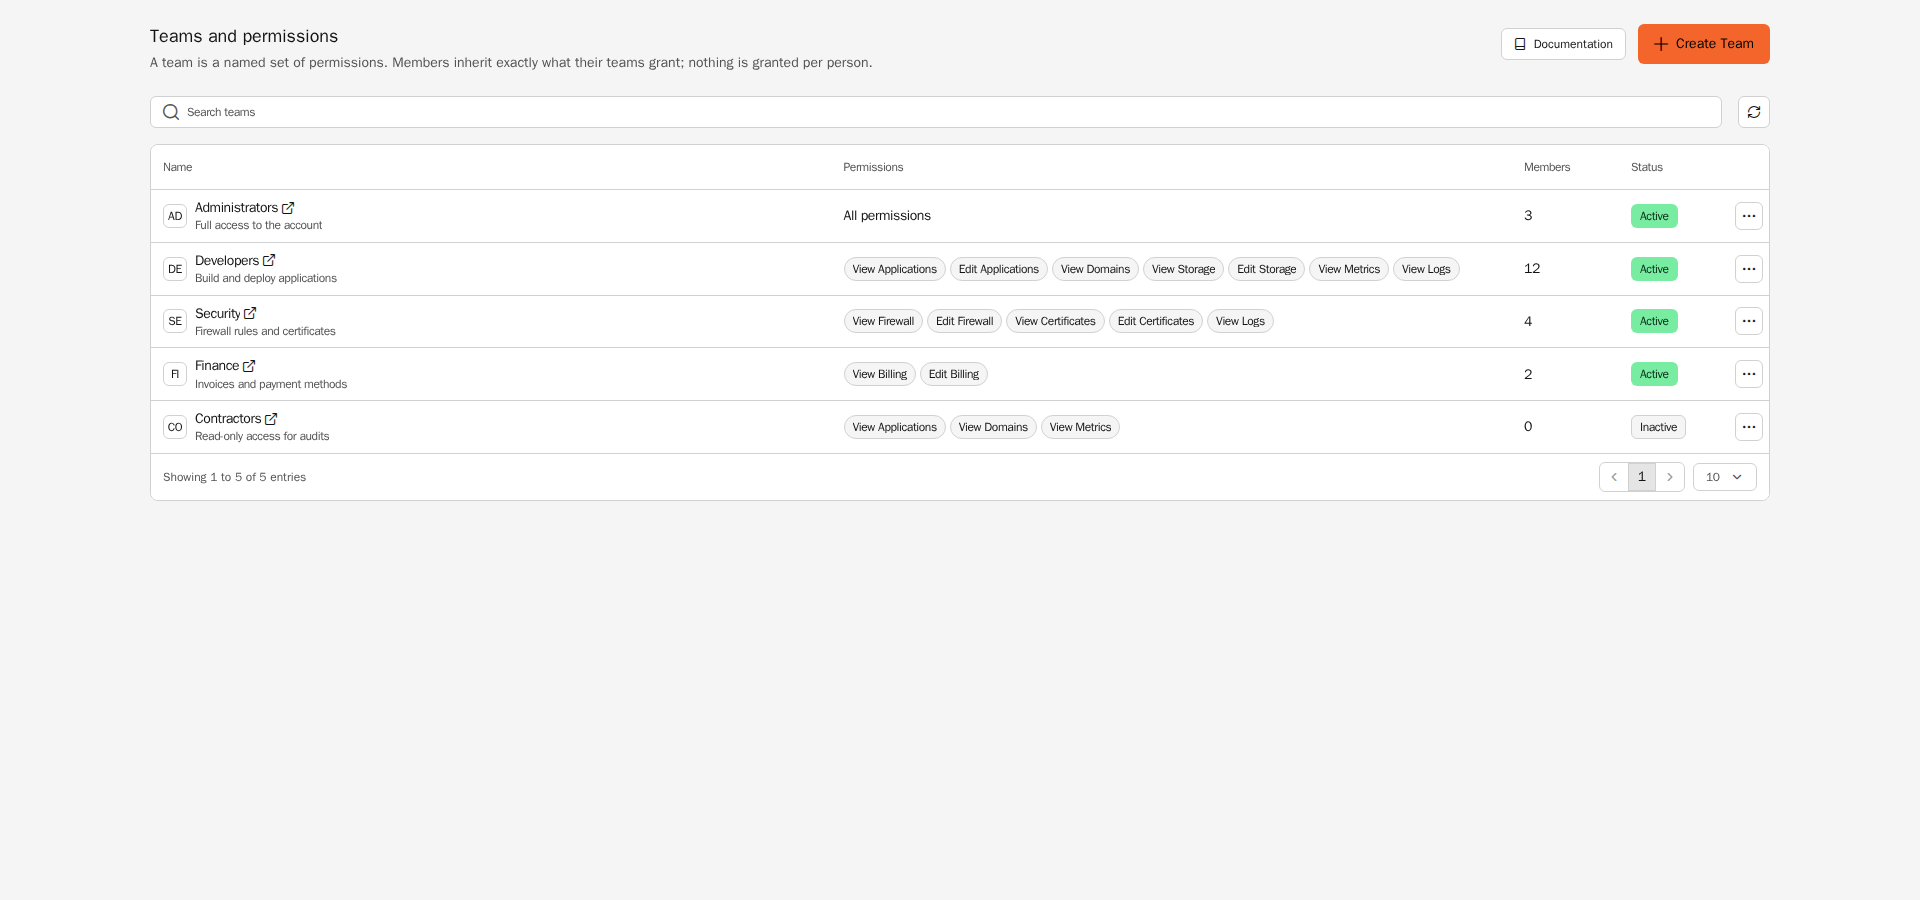 Teams and permissions
A team is a named set of permissions. Members inherit exactly what their teams grant; nothing is granted per person.
Documentation
Create Team
Search teams
Name Permissions Members Status
AD Administrators All permissions 3 Active
Full access to the account
DE Developers View Applications Edit Applications View Domains View Storage Edit Storage View Metrics View Logs 12 Active
Build and deploy applications
SE Security View Firewall Edit Firewall View Certificates Edit Certificates View Logs 4 Active
Firewall rules and certificates
FI Finance View Billing Edit Billing 2 Active
Invoices and payment methods
CO Contractors View Applications View Domains View Metrics 0 Inactive
Read-only access for audits
Showing 1 to 5 of 5 entries 1 10